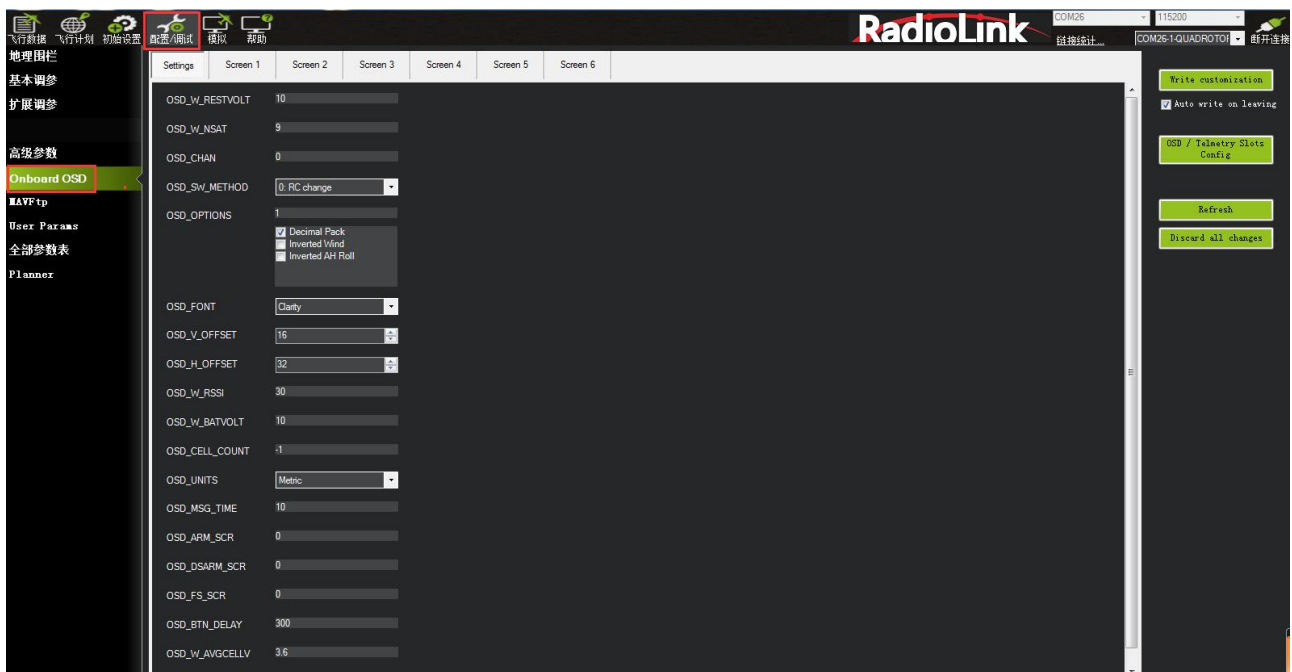 飞行数据 飞行计划 初始设置 配置/调试 模拟 帮助
RadioLink
COM26 115200
链接统计... COM26-1-QUADROTOR 断开连接
地理围栏
基本调参
扩展调参
高级参数
Onboard OSD
MAVFtp
User Params
全部参数表
Planner
Settings Screen 1 Screen 2 Screen 3 Screen 4 Screen 5 Screen 6
OSD_W_RESTVOLT 10
OSD_W_NSAT 9
OSD_CHAN 0
OSD_SW_METHOD 0: RC change
OSD_OPTIONS 1
Decimal Pack
Inverted Wind
Inverted AH Roll
OSD_FONT Clarity
OSD_V_OFFSET 16
OSD_H_OFFSET 32
OSD_W_RSSI 30
OSD_W_BATVOLT 10
OSD_CELL_COUNT -1
OSD_UNITS Metric
OSD_MSG_TIME 10
OSD_ARM_SCR 0
OSD_DSARM_SCR 0
OSD_FS_SCR 0
OSD_BTN_DELAY 300
OSD_W_AVGCELLV 3.6
Write customization
Auto write on leaving
OSD / Telmetry Slots
Config
Refresh
Discard all changes